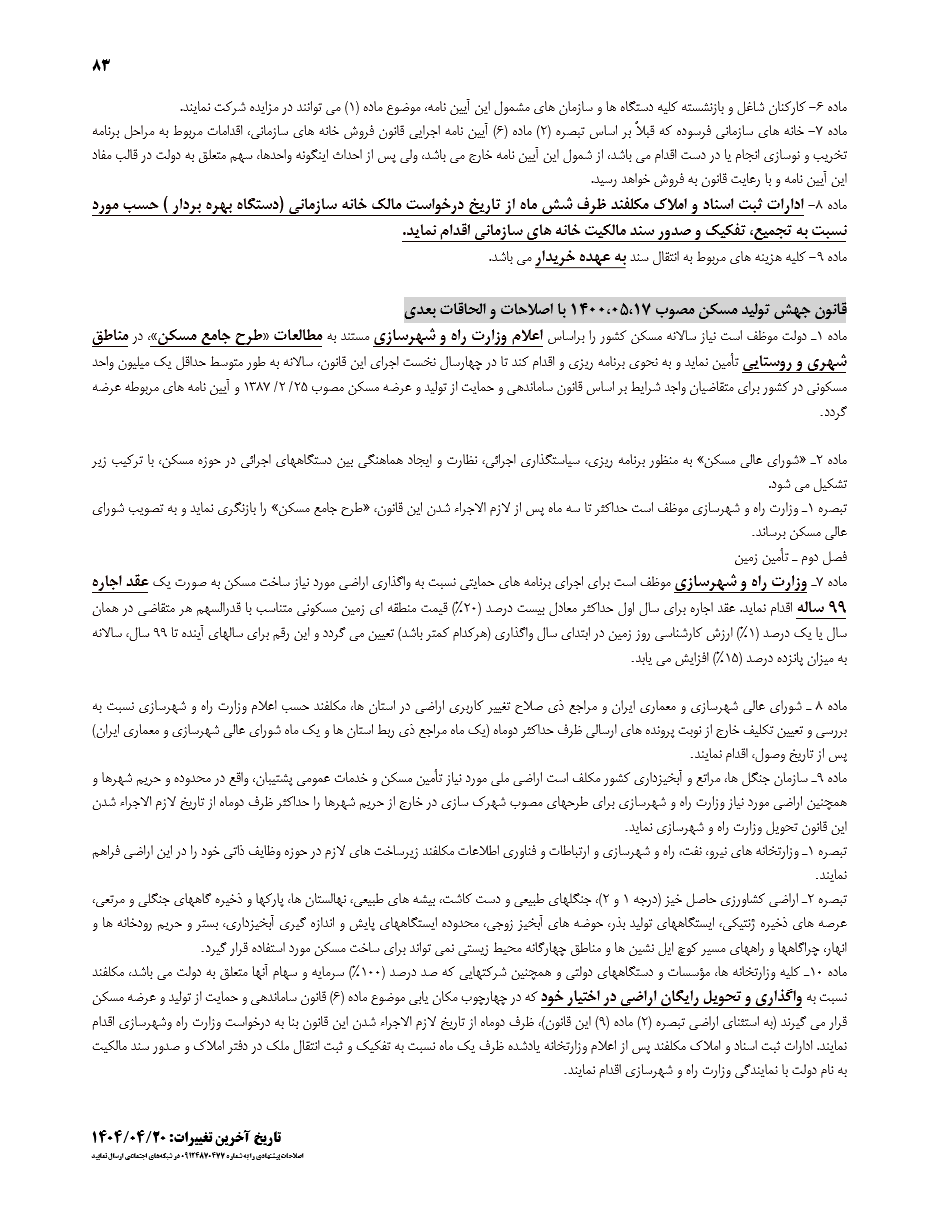 ۸۳
ماده ۶- کارکنان شاغل و بازنشسته کلیه دستگاه ها و سازمان های مشمول این آیین نامه، موضوع ماده (۱) می توانند در مزایده شرکت نمایند.
ماده ۷- خانه های سازمانی فرسوده که قبلاً بر اساس تبصره (۲) ماده (۶) آیین نامه اجرایی قانون فروش خانه های سازمانی، اقدامات مربوط به مراحل برنامه
تخریب و نوسازی انجام یا در دست اقدام می باشد، از شمول این آیین نامه خارج می باشد، ولی پس از احداث اینگونه واحدها، سهم متعلق به دولت در قالب مفاد
این آیین نامه و با رعایت قانون به فروش خواهد رسید.
ماده ۸- ادارات ثبت اسناد و املاک مکلفند ظرف شش ماه از تاریخ درخواست مالک خانه سازمانی (دستگاه بهره بردار ) حسب مورد
نسبت به تجمیع، تفکیک و صدور سند مالکیت خانه های سازمانی اقدام نماید.
ماده ۹- کلیه هزینه های مربوط به انتقال سند به عهده خریدار می باشد.
قانون جهش تولید مسکن مصوب ۱۴۰۰،۰۵،۱۷ با اصلاحات و الحاقات بعدی
ماده ۱ـ دولت موظف است نیاز سالانه مسکن کشور را براساس اعلام وزارت راه و شهرسازی مستند به مطالعات «طرح جامع مسکن»، در مناطق
شهری و روستایی تأمین نماید و به نحوی برنامه ریزی و اقدام کند تا در چهارسال نخست اجرای این قانون، سالانه به طور متوسط حداقل یک میلیون واحد
مسکونی در کشور برای متقاضیان واجد شرایط بر اساس قانون ساماندهی و حمایت از تولید و عرضه مسکن مصوب ۲۵ /۲ /۱۳۸۷ و آیین نامه های مربوطه عرضه
گردد.
ماده ۲ـ «شورای عالی مسکن» به منظور برنامه ریزی، سیاستگذاری اجرائی، نظارت و ایجاد هماهنگی بین دستگاههای اجرائی در حوزه مسکن، با ترکیب زیر
تشکیل می شود.
تبصره ۱ـ وزارت راه و شهرسازی موظف است حداکثر تا سه ماه پس از لازم الاجراء شدن این قانون، «طرح جامع مسکن» را بازنگری نماید و به تصویب شورای
عالی مسکن برساند.
فصل دوم ـ تأمین زمین
ماده ۷ـ وزارت راه و شهرسازی موظف است برای اجرای برنامه های حمایتی نسبت به واگذاری اراضی مورد نیاز ساخت مسکن به صورت یک عقد اجاره
۹۹ ساله اقدام نماید. عقد اجاره برای سال اول حداکثر معادل بیست درصد (۲۰٪) قیمت منطقه ای زمین مسکونی متناسب با قدرالسهم هر متقاضی در همان
سال یا یک درصد (۱٪) ارزش کارشناسی روز زمین در ابتدای سال واگذاری (هرکدام کمتر باشد) تعیین می گردد و این رقم برای سالهای آینده تا ۹۹ سال، سالانه
به میزان پانزده درصد (۱۵٪) افزایش می یابد.
ماده ۸ ـ شورای عالی شهرسازی و معماری ایران و مراجع ذی صلاح تغییر کاربری اراضی در استان ها، مکلفند حسب اعلام وزارت راه و شهرسازی نسبت به
بررسی و تعیین تکلیف خارج از نوبت پرونده های ارسالی ظرف حداکثر دوماه (یک ماه مراجع ذی ربط استان ها و یک ماه شورای عالی شهرسازی و معماری ایران)
پس از تاریخ وصول، اقدام نمایند.
ماده ۹ـ سازمان جنگل ها، مراتع و آبخیزداری کشور مکلف است اراضی ملی مورد نیاز تأمین مسکن و خدمات عمومی پشتیبان، واقع در محدوده و حریم شهرها و
همچنین اراضی مورد نیاز وزارت راه و شهرسازی برای طرحهای مصوب شهرک سازی در خارج از حریم شهرها را حداکثر ظرف دوماه از تاریخ لازم الاجراء شدن
این قانون تحویل وزارت راه و شهرسازی نماید.
تبصره ۱ـ وزارتخانه های نیرو، نفت، راه و شهرسازی و ارتباطات و فناوری اطلاعات مکلفند زیرساخت های لازم در حوزه وظایف ذاتی خود را در این اراضی فراهم
نمایند.
تبصره ۲ـ اراضی کشاورزی حاصل خیز (درجه ۱ و ۲)، جنگلهای طبیعی و دست کاشت، بیشه های طبیعی، نهالستان ها، پارکها و ذخیره گاههای جنگلی و مرتعی،
عرصه های ذخیره ژنتیکی، ایستگاههای تولید بذر، حوضه های آبخیز زوجی، محدوده ایستگاههای پایش و اندازه گیری آبخیزداری، بستر و حریم رودخانه ها و
انهار، چراگاهها و راههای مسیر کوچ ایل نشین ها و مناطق چهارگانه محیط زیستی نمی تواند برای ساخت مسکن مورد استفاده قرار گیرد.
ماده ۱۰ـ کلیه وزارتخانه ها، مؤسسات و دستگاههای دولتی و همچنین شرکتهایی که صد درصد (۱۰۰٪) سرمایه و سهام آنها متعلق به دولت می باشد، مکلفند
نسبت به واگذاری و تحویل رایگان اراضی در اختیار خود که در چهارچوب مکان یابی موضوع ماده (۶) قانون ساماندهی و حمایت از تولید و عرضه مسکن
قرار می گیرند (به استثنای اراضی تبصره (۲) ماده (۹) این قانون)، ظرف دوماه از تاریخ لازم الاجراء شدن این قانون بنا به درخواست وزارت راه وشهرسازی اقدام
نمایند. ادارات ثبت اسناد و املاک مکلفند پس از اعلام وزارتخانه یادشده ظرف یک ماه نسبت به تفکیک و ثبت انتقال ملک در دفتر املاک و صدور سند مالکیت
به نام دولت با نمایندگی وزارت راه و شهرسازی اقدام نمایند.
تاریخ آخرین تغییرات: ۱۴۰۴/۰۴/۲۰
اصلاحات پیشنهادی را به شماره ۰۹۱۲۴۸۷۰۴۷۷ در شبکه‌های اجتماعی ارسال نمایید